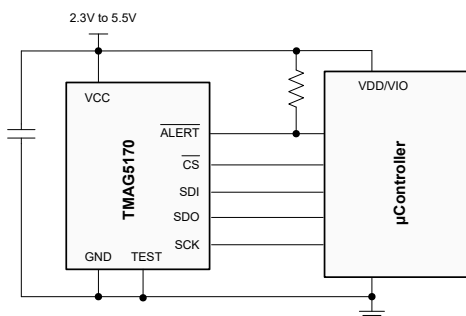 2.3V to 5.5V
VCC
VDD/VIO
ALERT
CS
SDI
SDO
SCK
GND TEST
TMAG5170
µController